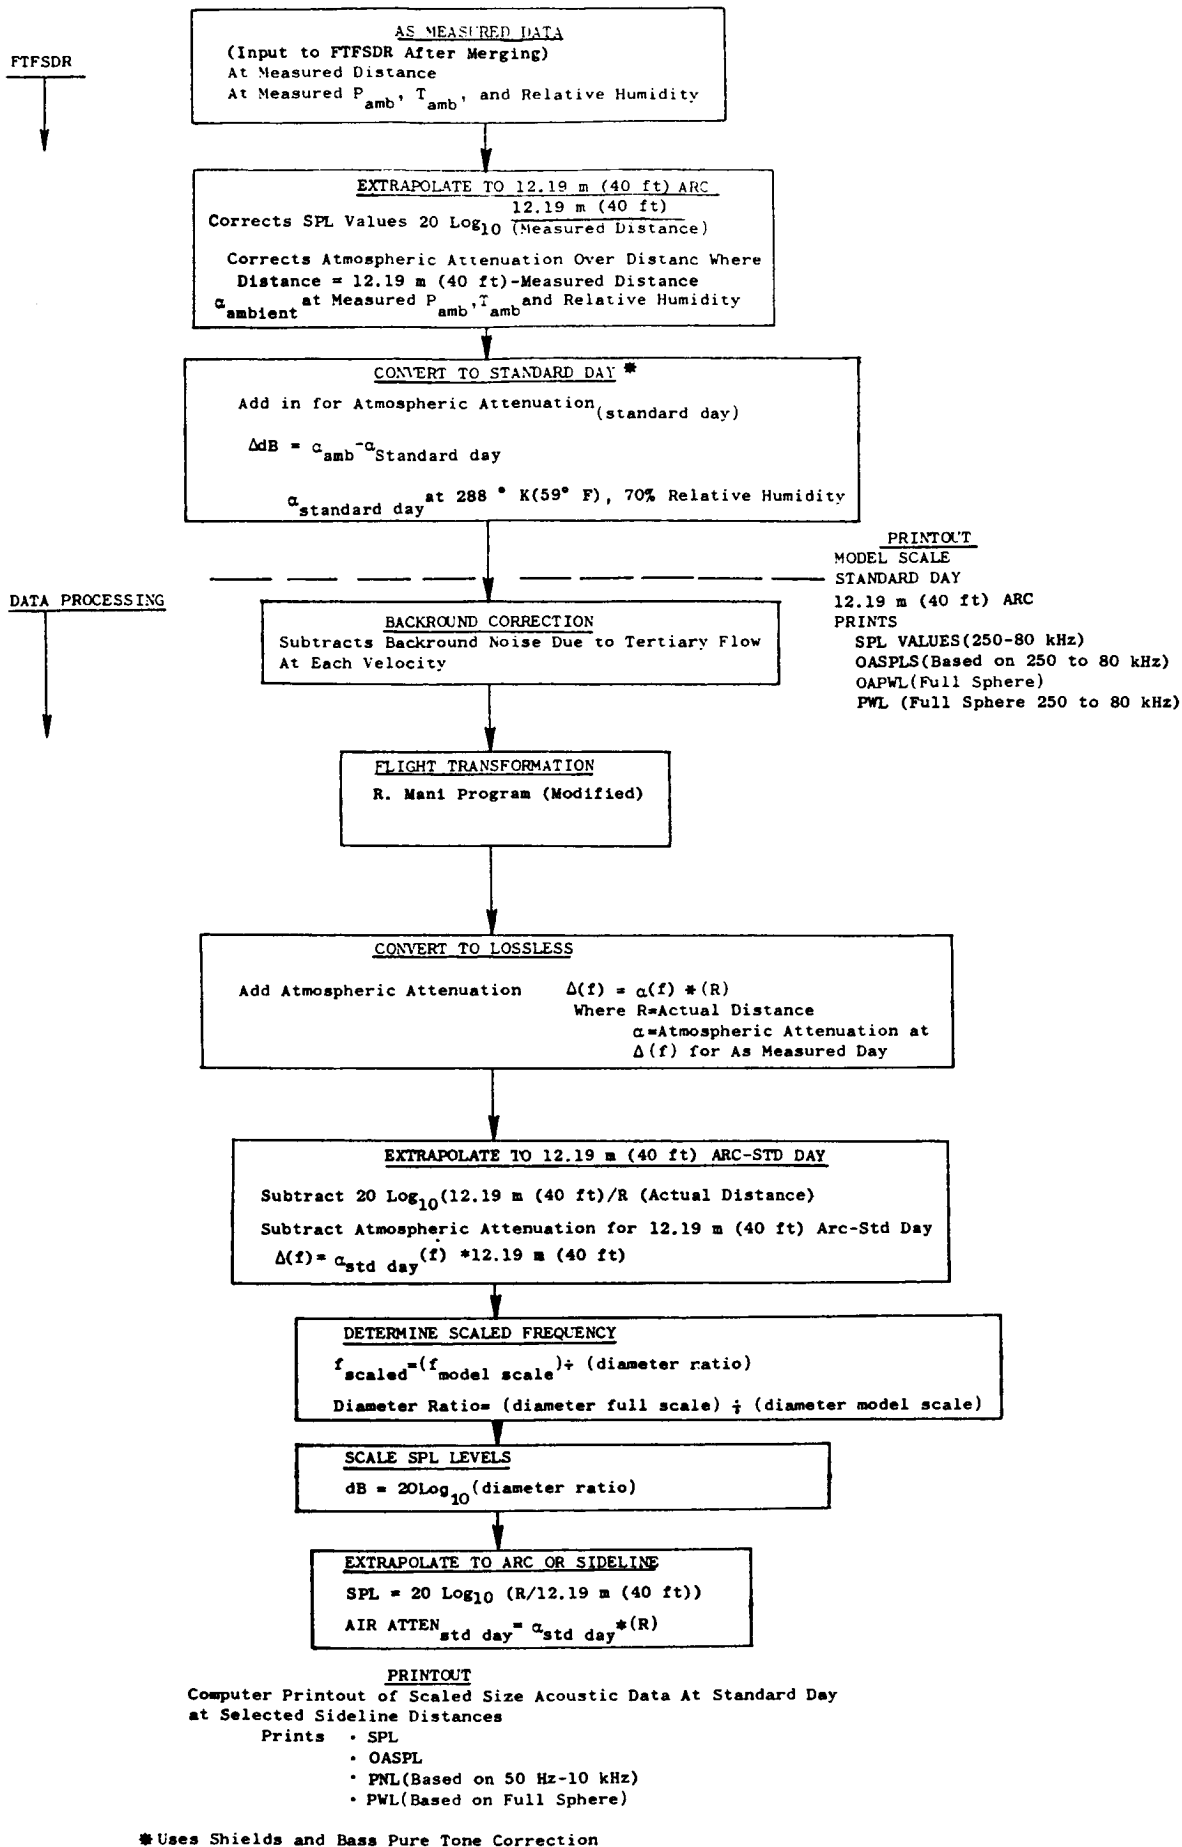 AS MEASURED DATA
(Input to FTFSDR After Merging)
FTFSDR
At Measured Distance
At Measured P_amb, T_amb, and Relative Humidity
EXTRAPOLATE TO 12.19 m (40 ft) ARC
Corrects SPL Values 20 Log10 12.19 m (40 ft) / (Measured Distance)
Corrects Atmospheric Attenuation Over Distanc Where
Distance = 12.19 m (40 ft)-Measured Distance
α_ambient at Measured P_amb, T_amb and Relative Humidity
CONVERT TO STANDARD DAY *
Add in for Atmospheric Attenuation (standard day)
ΔdB = α_amb-α_Standard day
α_standard day at 288 ° K(59° F), 70% Relative Humidity
PRINTOUT
MODEL SCALE
STANDARD DAY
12.19 m (40 ft) ARC
PRINTS
SPL VALUES(250-80 kHz)
OASPLS(Based on 250 to 80 kHz)
OAPWL(Full Sphere)
PWL (Full Sphere 250 to 80 kHz)
DATA PROCESSING
BACKROUND CORRECTION
Subtracts Backround Noise Due to Tertiary Flow
At Each Velocity
FLIGHT TRANSFORMATION
R. Mani Program (Modified)
CONVERT TO LOSSLESS
Add Atmospheric Attenuation Δ(f) = α(f) *(R)
Where R=Actual Distance
α=Atmospheric Attenuation at
Δ(f) for As Measured Day
EXTRAPOLATE TO 12.19 m (40 ft) ARC-STD DAY
Subtract 20 Log10(12.19 m (40 ft)/R (Actual Distance)
Subtract Atmospheric Attenuation for 12.19 m (40 ft) Arc-Std Day
Δ(f)= α_std day(f) *12.19 m (40 ft)
DETERMINE SCALED FREQUENCY
f_scaled=(f_model scale)÷ (diameter ratio)
Diameter Ratio= (diameter full scale) ÷ (diameter model scale)
SCALE SPL LEVELS
dB = 20Log10(diameter ratio)
EXTRAPOLATE TO ARC OR SIDELINE
SPL = 20 Log10 (R/12.19 m (40 ft))
AIR ATTEN_std day= α_std day*(R)
PRINTOUT
Computer Printout of Scaled Size Acoustic Data At Standard Day
at Selected Sideline Distances
Prints · SPL
· OASPL
· PNL(Based on 50 Hz-10 kHz)
· PWL(Based on Full Sphere)
* Uses Shields and Bass Pure Tone Correction